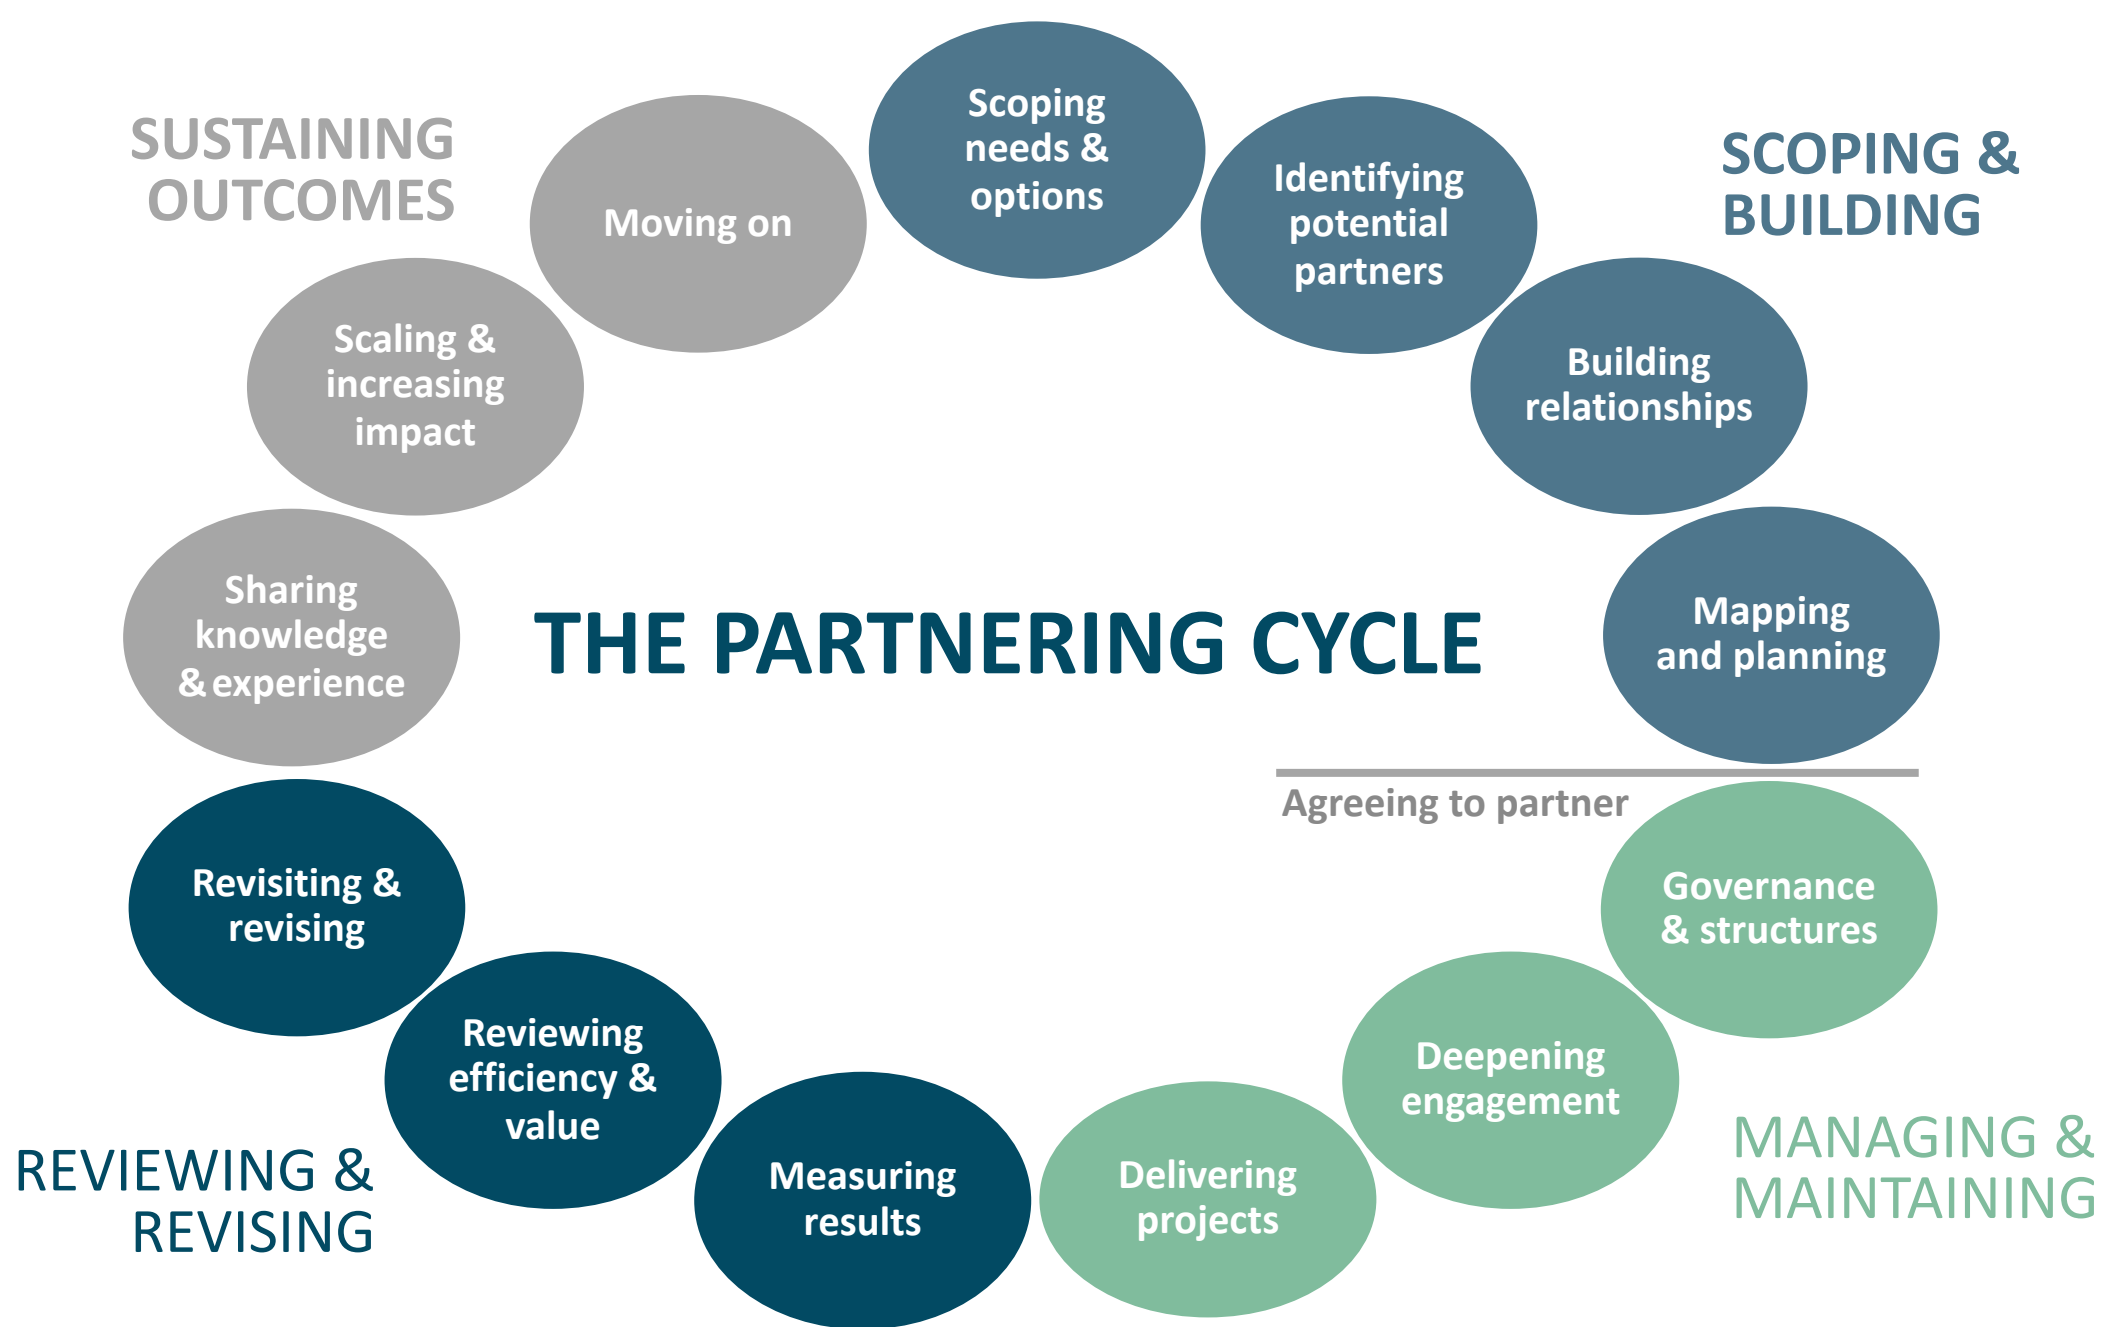 SUSTAINING
OUTCOMES
SCOPING &
BUILDING
Scoping
needs &
options
Identifying
potential
partners
Building
relationships
Mapping
and planning
THE PARTNERING CYCLE
Agreeing to partner
Governance
& structures
Deepening
engagement
Delivering
projects
MANAGING &
MAINTAINING
Measuring
results
Reviewing
efficiency &
value
Revisiting &
revising
REVIEWING &
REVISING
Sharing
knowledge
& experience
Scaling &
increasing
impact
Moving on